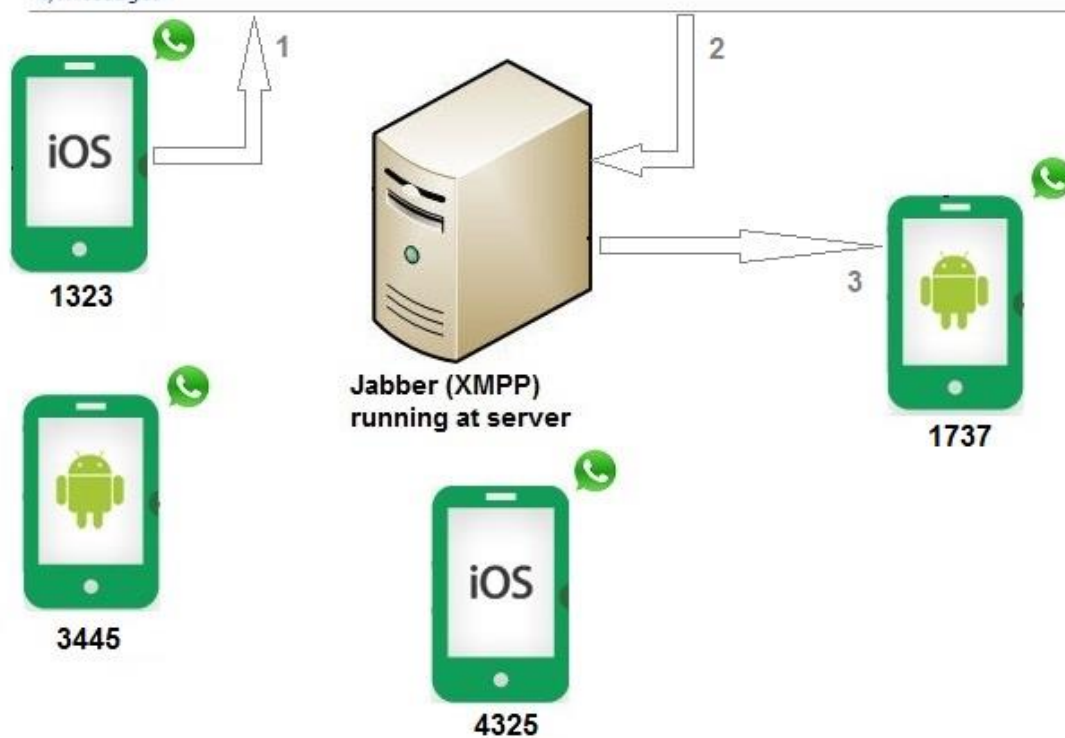 1
2
iOS
1323
3
Jabber (XMPP)
running at server
1737
iOS
3445
4325